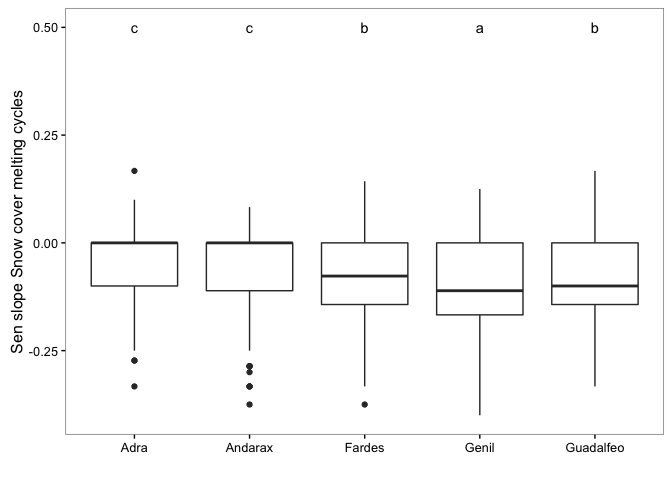 c c b a b
0.50
0.25
0.00
-0.25
Sen slope Snow cover melting cycles
Adra Andarax Fardes Genil Guadalfeo